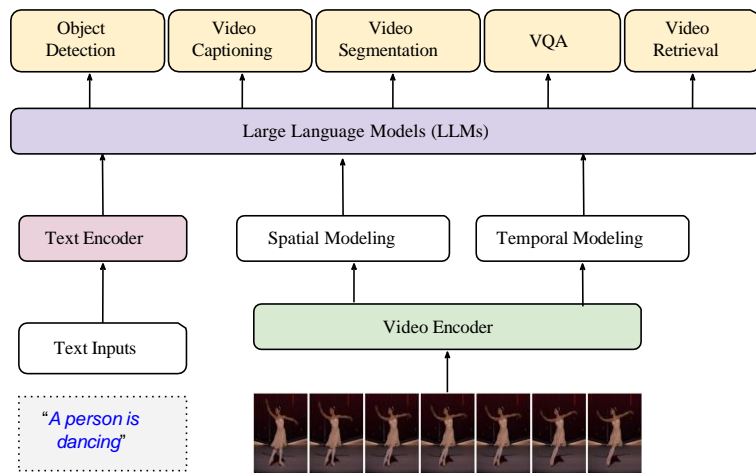 Object
Detection
Video
Captioning
Video
Segmentation
VQA
Video
Retrieval
Large Language Models (LLMs)
Text Encoder
Spatial Modeling
Temporal Modeling
Text Inputs
Video Encoder
“A person is
dancing”